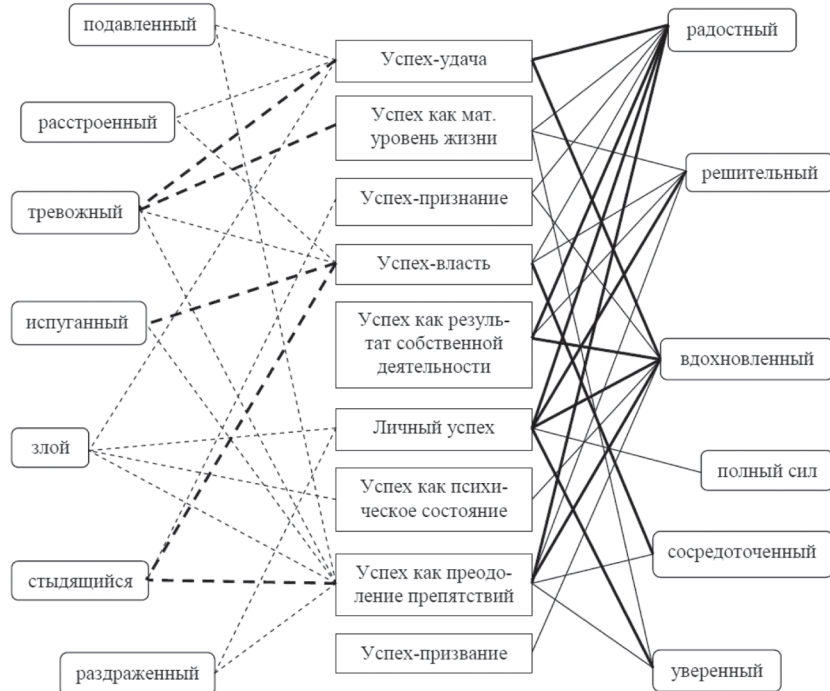 подавленный
расстроенный
тревожный
испуганный
злой
стыдящийся
раздраженный
Успех-удача
Успех как мат.
уровень жизни
Успех-признание
Успех-власть
Успех как резуль-
тат собственной
деятельности
Личный успех
Успех как психи-
ческое состояние
Успех как преодо-
ление препятствий
Успех-призвание
радостный
решительный
вдохновленный
полный сил
сосредоточенный
уверенный